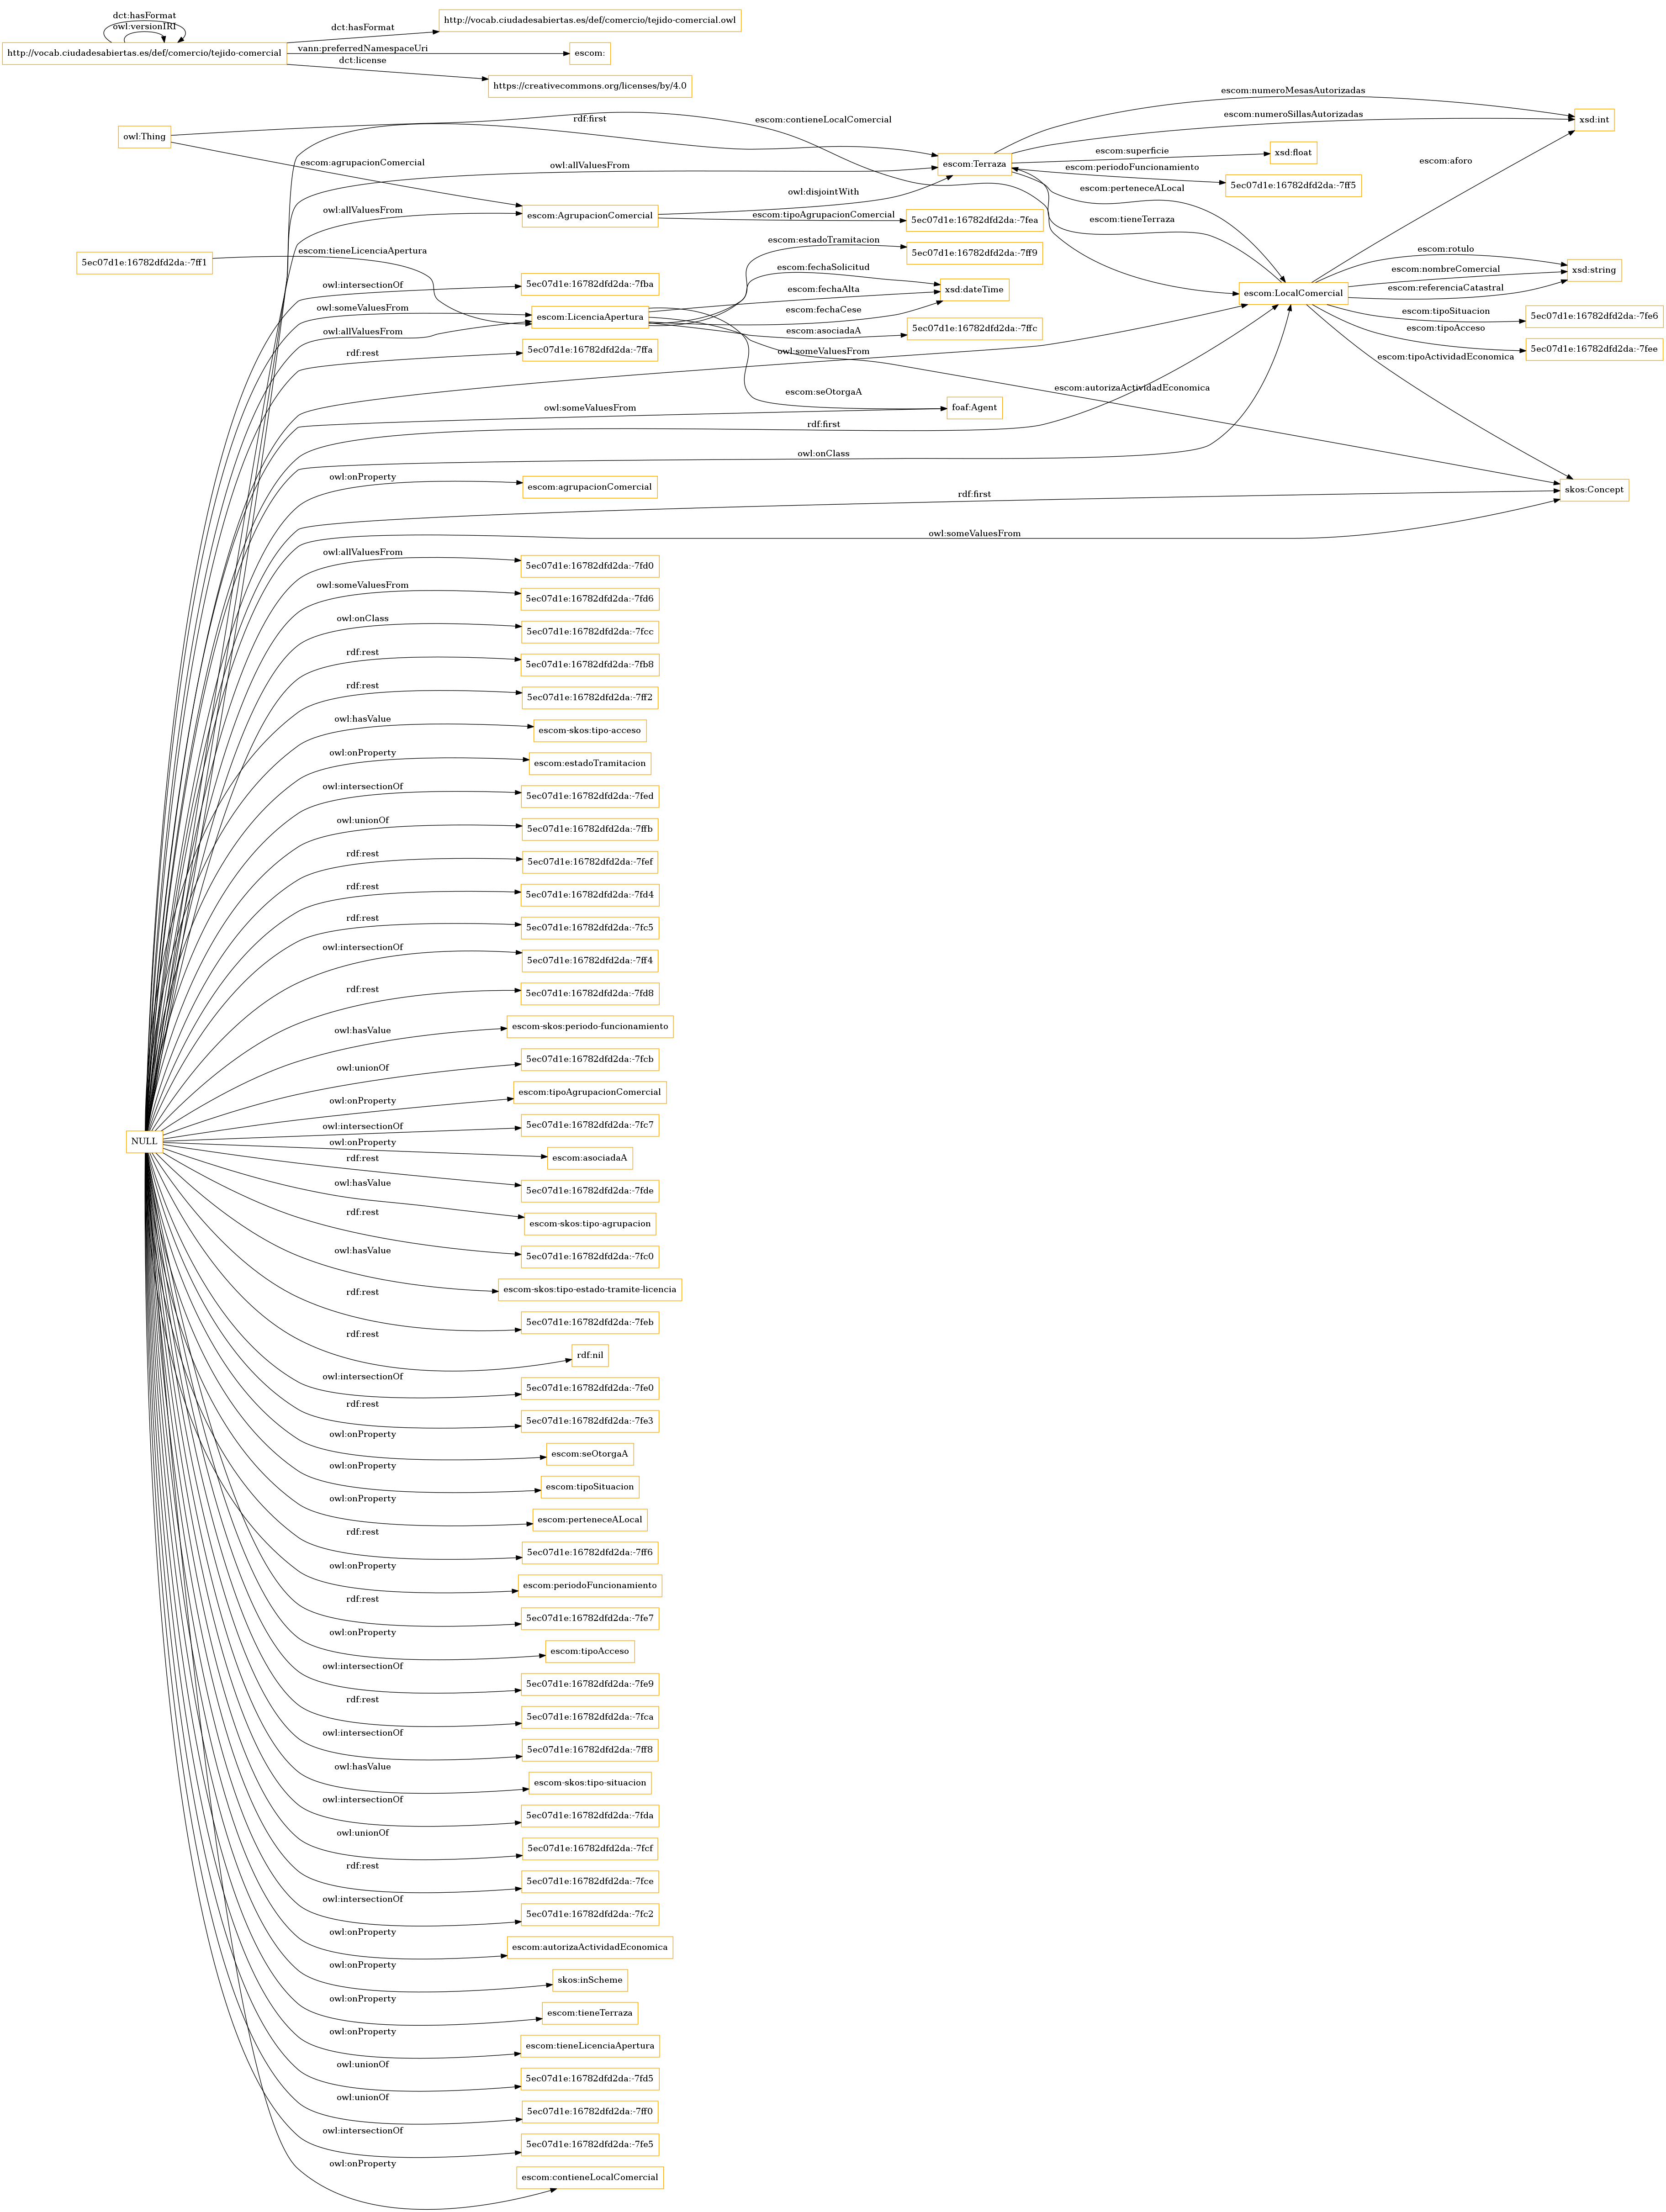 dct:hasFormat
owl:versionIRI
http://vocab.ciudadesabiertas.es/def/comercio/tejido-comercial
dct:hasFormat
http://vocab.ciudadesabiertas.es/def/comercio/tejido-comercial.owl
vann:preferredNamespaceUri
escom:
dct:license
https://creativecommons.org/licenses/by/4.0
owl:Thing
rdf:first
escom:contieneLocalComercial
escom:numeroMesasAutorizadas
escom:numeroSillasAutorizadas
xsd:int
escom:agrupacionComercial
owl:allValuesFrom
escom:Terraza
escom:superficie
xsd:float
escom:periodoFuncionamiento
5ec07d1e:16782dfd2da:-7ff5
escom:perteneceALocal
escom:aforo
owl:allValuesFrom
escom:AgrupacionComercial
owl:disjointWith
escom:tipoAgrupacionComercial
5ec07d1e:16782dfd2da:-7fea
escom:tieneTerraza
5ec07d1e:16782dfd2da:-7ff1
escom:tieneLicenciaApertura
escom:estadoTramitacion
5ec07d1e:16782dfd2da:-7ff9
escom:rotulo
xsd:string
escom:nombreComercial
escom:referenciaCatastral
owl:intersectionOf
5ec07d1e:16782dfd2da:-7fba
escom:fechaSolicitud
escom:fechaAlta
xsd:dateTime
escom:LocalComercial
owl:someValuesFrom
escom:LicenciaApertura
escom:fechaCese
escom:tipoSituacion
5ec07d1e:16782dfd2da:-7fe6
owl:allValuesFrom
escom:asociadaA
5ec07d1e:16782dfd2da:-7ffc
escom:tipoAcceso
5ec07d1e:16782dfd2da:-7fee
rdf:rest
5ec07d1e:16782dfd2da:-7ffa
owl:someValuesFrom
escom:tipoActividadEconomica
escom:seOtorgaA
escom:autorizaActividadEconomica
owl:someValuesFrom
foaf:Agent
rdf:first
owl:onClass
owl:onProperty
escom:agrupacionComercial
rdf:first
skos:Concept
owl:someValuesFrom
owl:allValuesFrom
5ec07d1e:16782dfd2da:-7fd0
owl:someValuesFrom
5ec07d1e:16782dfd2da:-7fd6
owl:onClass
5ec07d1e:16782dfd2da:-7fcc
rdf:rest
5ec07d1e:16782dfd2da:-7fb8
rdf:rest
5ec07d1e:16782dfd2da:-7ff2
owl:hasValue
escom-skos:tipo-acceso
owl:onProperty
escom:estadoTramitacion
owl:intersectionOf
5ec07d1e:16782dfd2da:-7fed
owl:unionOf
5ec07d1e:16782dfd2da:-7ffb
rdf:rest
5ec07d1e:16782dfd2da:-7fef
rdf:rest
5ec07d1e:16782dfd2da:-7fd4
rdf:rest
5ec07d1e:16782dfd2da:-7fc5
owl:intersectionOf
5ec07d1e:16782dfd2da:-7ff4
rdf:rest
5ec07d1e:16782dfd2da:-7fd8
owl:hasValue
escom-skos:periodo-funcionamiento
owl:unionOf
5ec07d1e:16782dfd2da:-7fcb
owl:onProperty
escom:tipoAgrupacionComercial
owl:intersectionOf
5ec07d1e:16782dfd2da:-7fc7
NULL
owl:onProperty
escom:asociadaA
rdf:rest
5ec07d1e:16782dfd2da:-7fde
owl:hasValue
escom-skos:tipo-agrupacion
rdf:rest
5ec07d1e:16782dfd2da:-7fc0
owl:hasValue
escom-skos:tipo-estado-tramite-licencia
rdf:rest
5ec07d1e:16782dfd2da:-7feb
rdf:rest
rdf:nil
owl:intersectionOf
5ec07d1e:16782dfd2da:-7fe0
rdf:rest
5ec07d1e:16782dfd2da:-7fe3
owl:onProperty
escom:seOtorgaA
owl:onProperty
escom:tipoSituacion
owl:onProperty
escom:perteneceALocal
rdf:rest
5ec07d1e:16782dfd2da:-7ff6
owl:onProperty
escom:periodoFuncionamiento
rdf:rest
5ec07d1e:16782dfd2da:-7fe7
owl:onProperty
escom:tipoAcceso
owl:intersectionOf
5ec07d1e:16782dfd2da:-7fe9
rdf:rest
5ec07d1e:16782dfd2da:-7fca
owl:intersectionOf
5ec07d1e:16782dfd2da:-7ff8
owl:hasValue
escom-skos:tipo-situacion
owl:intersectionOf
5ec07d1e:16782dfd2da:-7fda
owl:unionOf
5ec07d1e:16782dfd2da:-7fcf
rdf:rest
5ec07d1e:16782dfd2da:-7fce
owl:intersectionOf
5ec07d1e:16782dfd2da:-7fc2
owl:onProperty
escom:autorizaActividadEconomica
owl:onProperty
skos:inScheme
owl:onProperty
escom:tieneTerraza
owl:onProperty
escom:tieneLicenciaApertura
owl:unionOf
5ec07d1e:16782dfd2da:-7fd5
owl:unionOf
5ec07d1e:16782dfd2da:-7ff0
owl:intersectionOf
5ec07d1e:16782dfd2da:-7fe5
owl:onProperty
escom:contieneLocalComercial